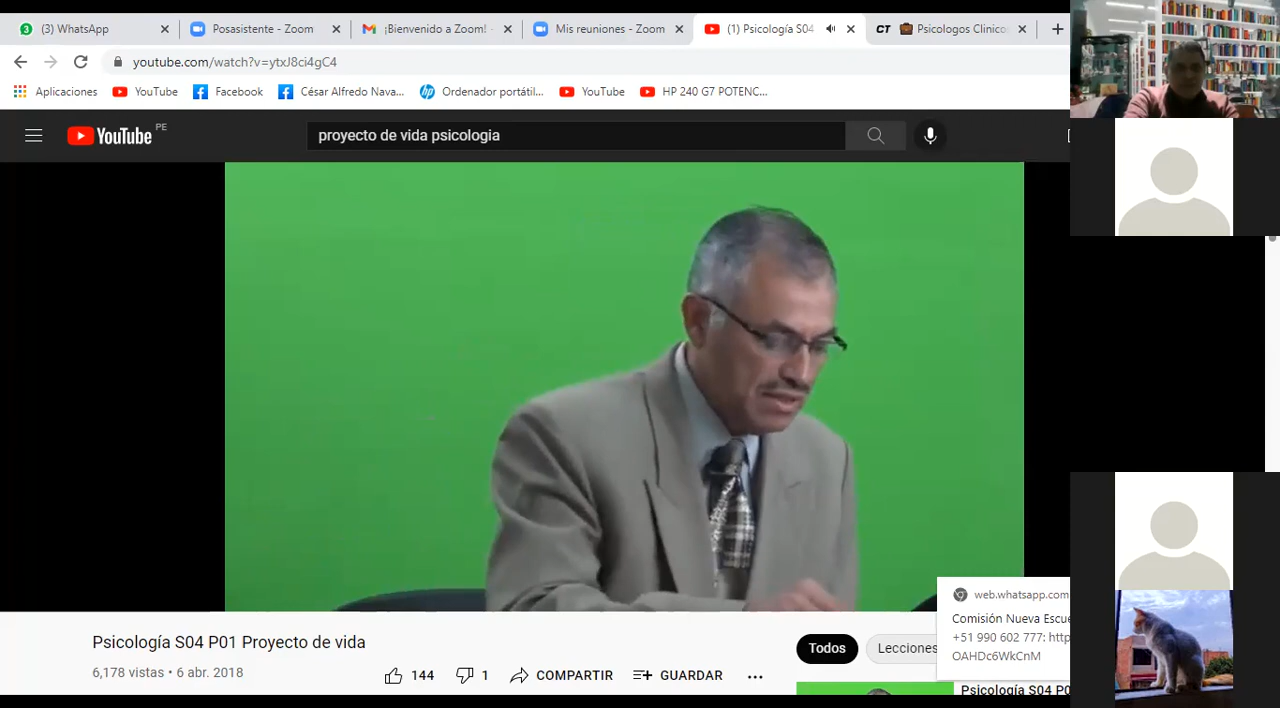 (3) WhatsApp
Posasistente - Zoom
¡Bienvenido a Zoom! -
Mis reuniones - Zoom
(1) Psicología S04
CT Psicologos Clinico
youtube.com/watch?v=ytxJ8ci4gC4
Aplicaciones
YouTube
Facebook
César Alfredo Nava...
hp Ordenador portátil...
YouTube
HP 240 G7 POTENC...
YouTube PE
proyecto de vida psicologia
Psicología S04 P01 Proyecto de vida
6,178 vistas • 6 abr. 2018
144
1
COMPARTIR
GUARDAR
Todos
Lecciones
web.whatsapp.com
Comisión Nueva Escue
+51 990 602 777: http
OAHDc6WkCnM
Psicología S04 P0